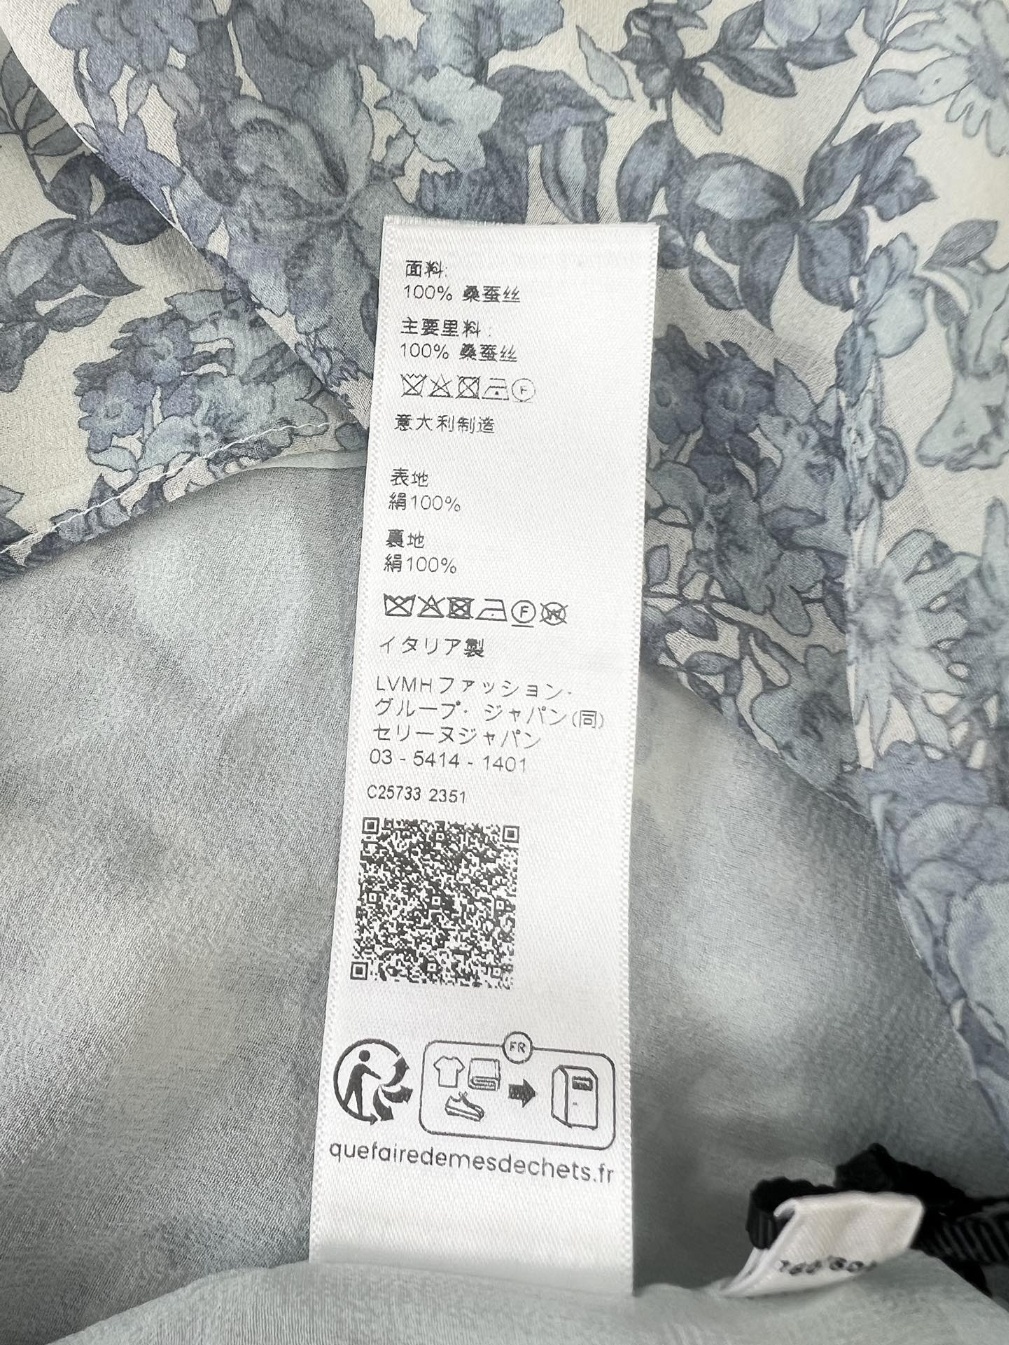 面料:
100% 桑蚕丝
主要里料:
100% 桑蚕丝
F
意大利制造
表地
絹100%
裏地
絹100%
F W
イタリア製
LVMHファッション・
グループ・ジャパン(同)
セリーヌジャパン
03 - 5414 - 1401
C25733 2351
FR
quefairedemesdechets.fr